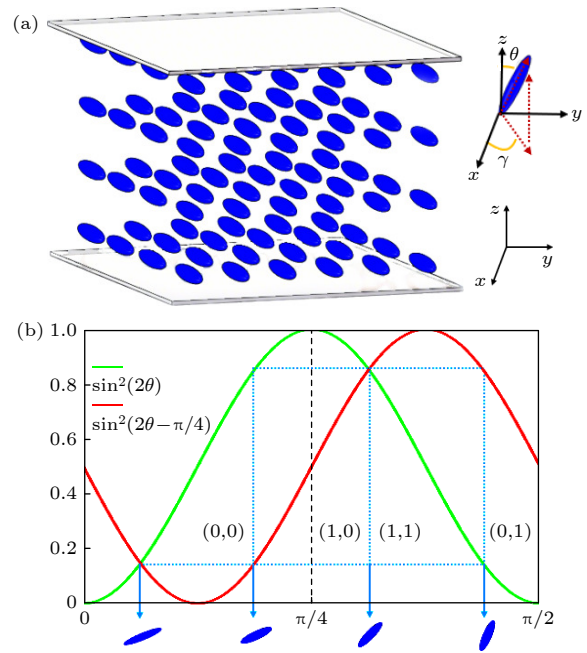 (a)
z
θ
y
x
γ
z
y
x
(b)
1.0
0.8
0.6
0.4
0.2
0
sin²(2θ)
sin²(2θ−π/4)
(0,0)
(1,0)
(1,1)
(0,1)
0
π/4
π/2